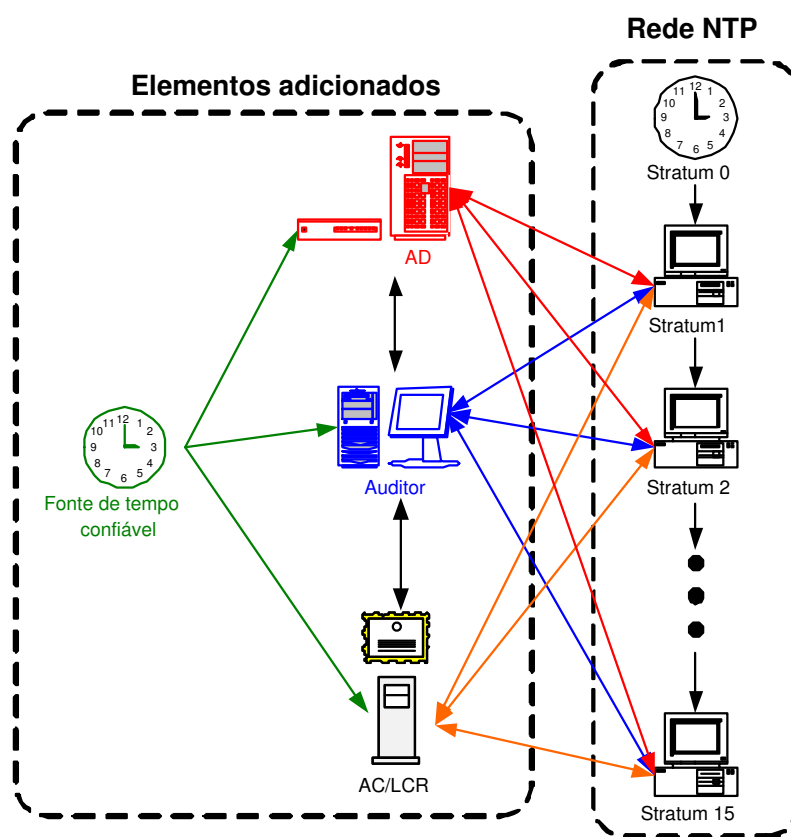 Rede NTP
Elementos adicionados
12
11 1
10 2
9 3
8 4
7 5
6
Stratum 0
AD
Stratum1
12
11 1
10 2
9 3
8 4
7 5
6
Fonte de tempo
confiável
Auditor
Stratum 2
AC/LCR
Stratum 15